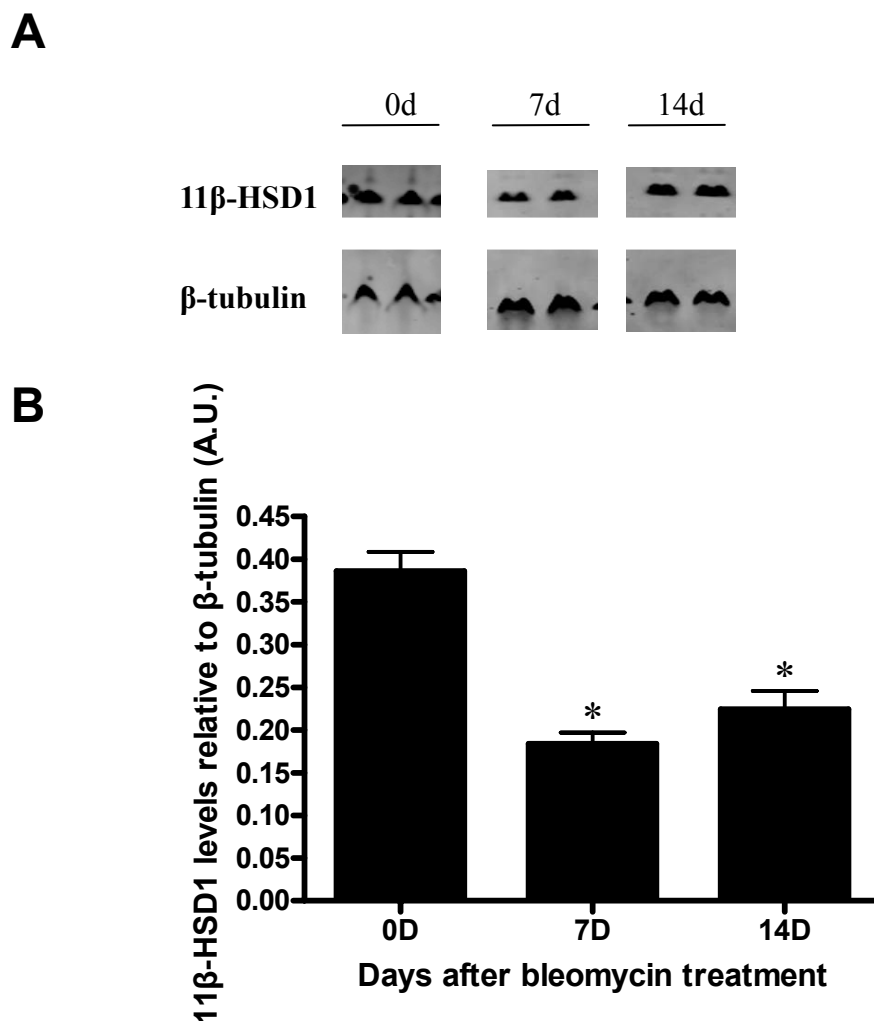 A
0d 7d 14d
11β-HSD1
β-tubulin
B
11β-HSD1 levels relative to β-tubulin (A.U.)
0.45
0.40
0.35
0.30
0.25
0.20
0.15
0.10
0.05
0.00
* *
0D 7D 14D
Days after bleomycin treatment